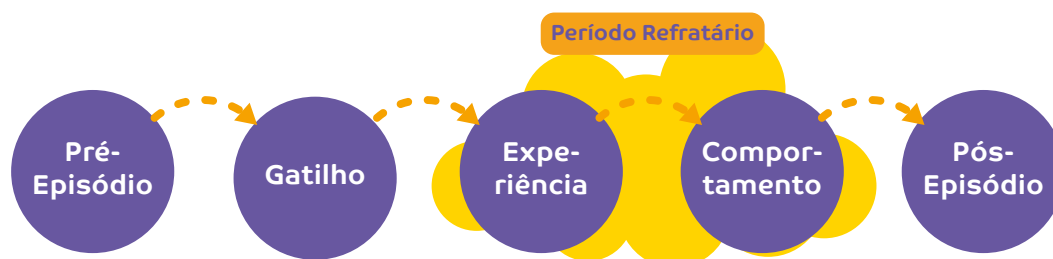 Período Refratário
Pré-
Episódio
Gatilho
Expe-
riência
Compor-
tamento
Pós-
Episódio